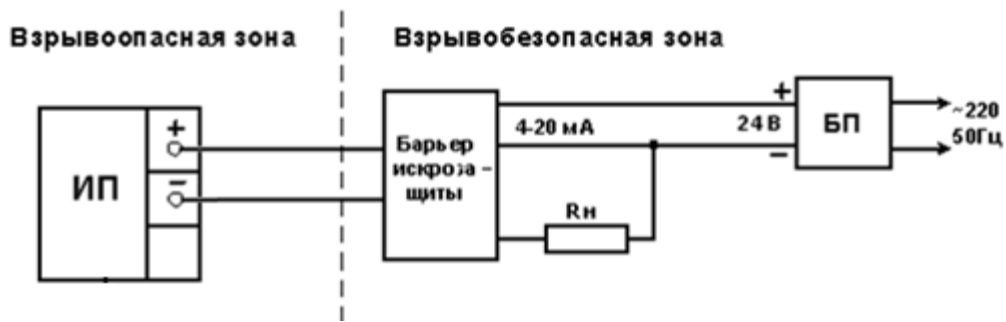 Взрывоопасная зона
Взрывобезопасная зона
+
-
ИП
Барьер
искроза -
щиты
4-20 мА
+
24 В
-
БП
~220
50Гц
Rн